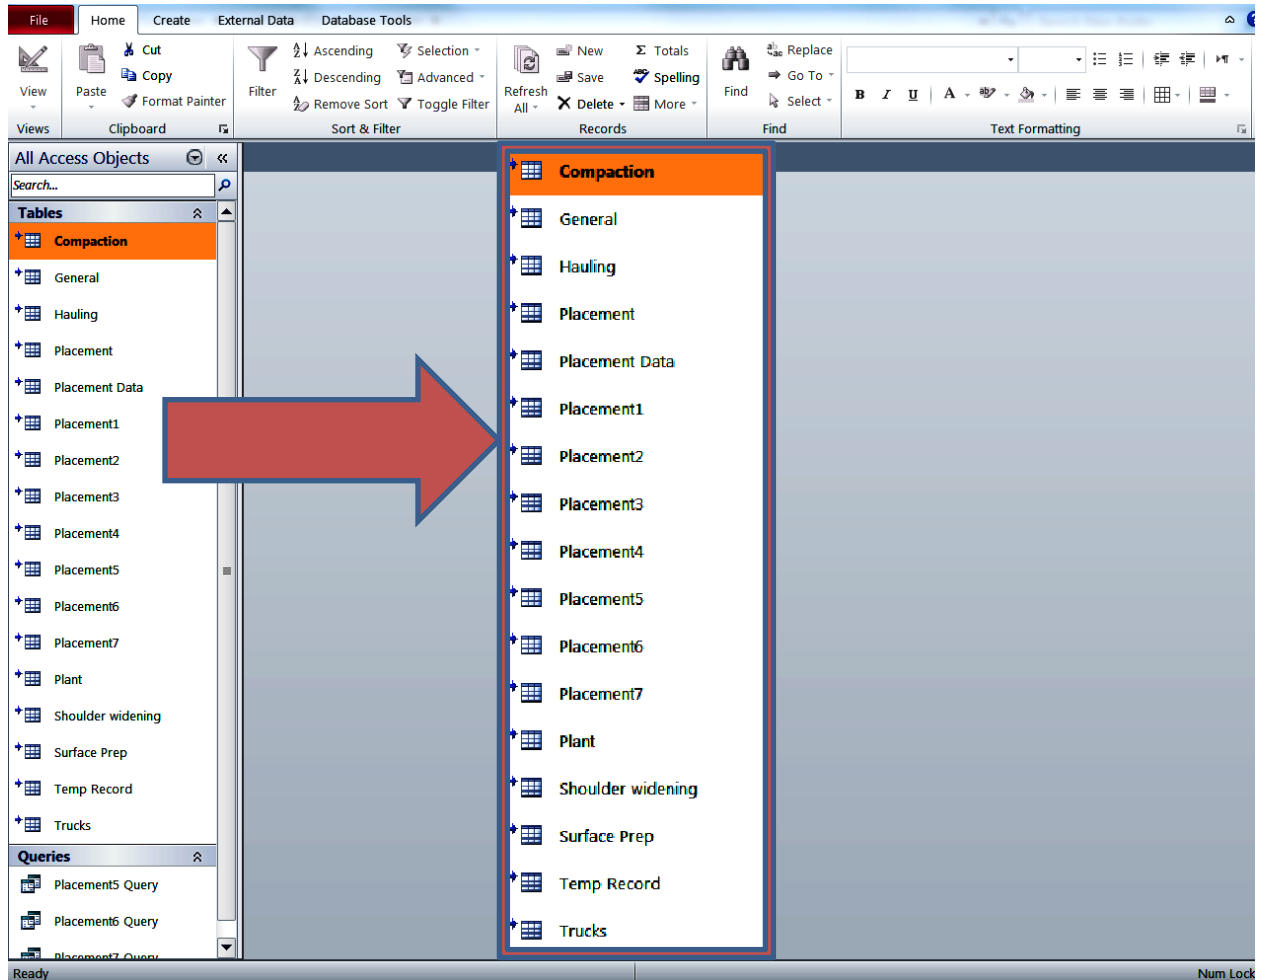 File Home Create External Data Database Tools
View
Views
Paste
Cut
Copy
Format Painter
Clipboard
Filter
Ascending
Descending
Remove Sort
Selection
Advanced
Toggle Filter
Sort & Filter
Refresh
All
New
Save
Delete
Σ Totals
Spelling
More
Records
Find
Replace
Go To
Select
Find
B I U A
Text Formatting
All Access Objects
Search...
Tables
Compaction
General
Hauling
Placement
Placement Data
Placement1
Placement2
Placement3
Placement4
Placement5
Placement6
Placement7
Plant
Shoulder widening
Surface Prep
Temp Record
Trucks
Queries
Placement5 Query
Placement6 Query
Placement7 Query
Compaction
General
Hauling
Placement
Placement Data
Placement1
Placement2
Placement3
Placement4
Placement5
Placement6
Placement7
Plant
Shoulder widening
Surface Prep
Temp Record
Trucks
Ready
Num Lock